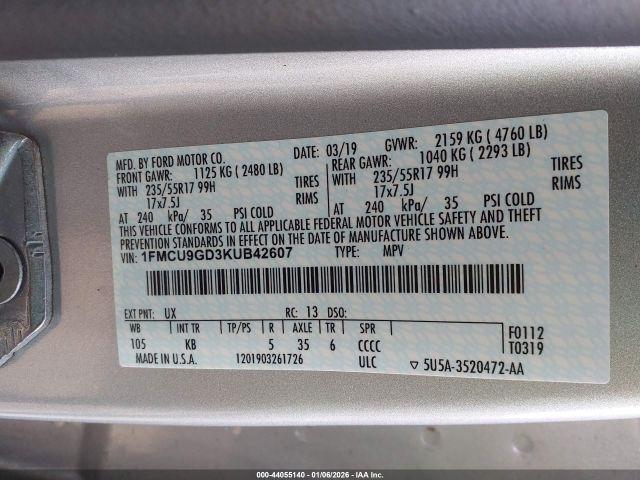 MFD. BY FORD MOTOR CO. DATE: 03/19 GVWR: 2159 KG ( 4760 LB)
FRONT GAWR: 1125 KG ( 2480 LB) REAR GAWR: 1040 KG ( 2293 LB)
WITH 235/55R17 99H TIRES WITH 235/55R17 99H TIRES
17x7.5J RIMS 17x7.5J RIMS
AT 240 kPa/ 35 PSI COLD AT 240 kPa/ 35 PSI COLD
THIS VEHICLE CONFORMS TO ALL APPLICABLE FEDERAL MOTOR VEHICLE SAFETY AND THEFT
PREVENTION STANDARDS IN EFFECT ON THE DATE OF MANUFACTURE SHOWN ABOVE.
VIN: 1FMCU9GD3KUB42607 TYPE: MPV
EXT PNT: UX RC: 13 DSO: F0112
WB INT TR TP/PS R AXLE TR SPR T0319
105 KB 5 35 6 CCCC
MADE IN U.S.A. 1201903261726 ULC ▽ 5U5A-3520472-AA
000-44055140 - 01/06/2026 - IAA Inc.